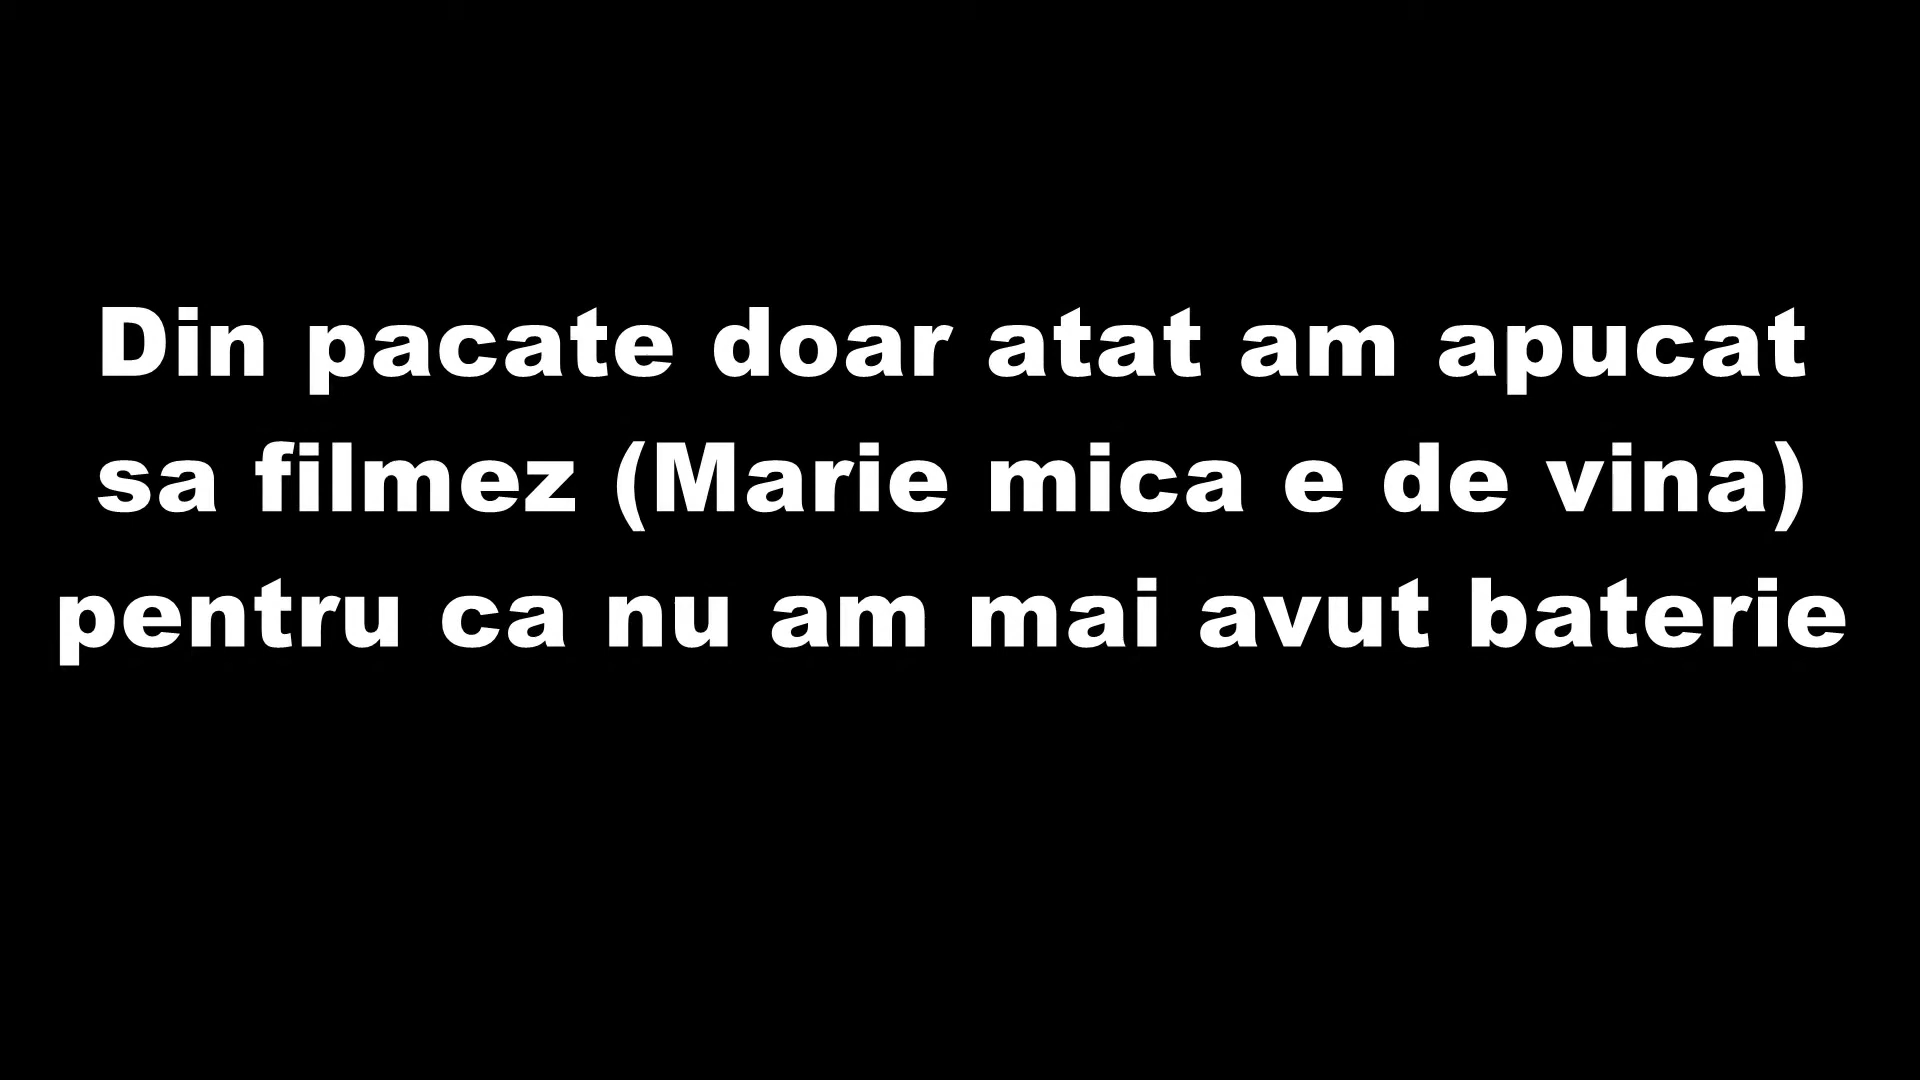 Din pacate doar atat am apucat
sa filmez (Marie mica e de vina)
pentru ca nu am mai avut baterie